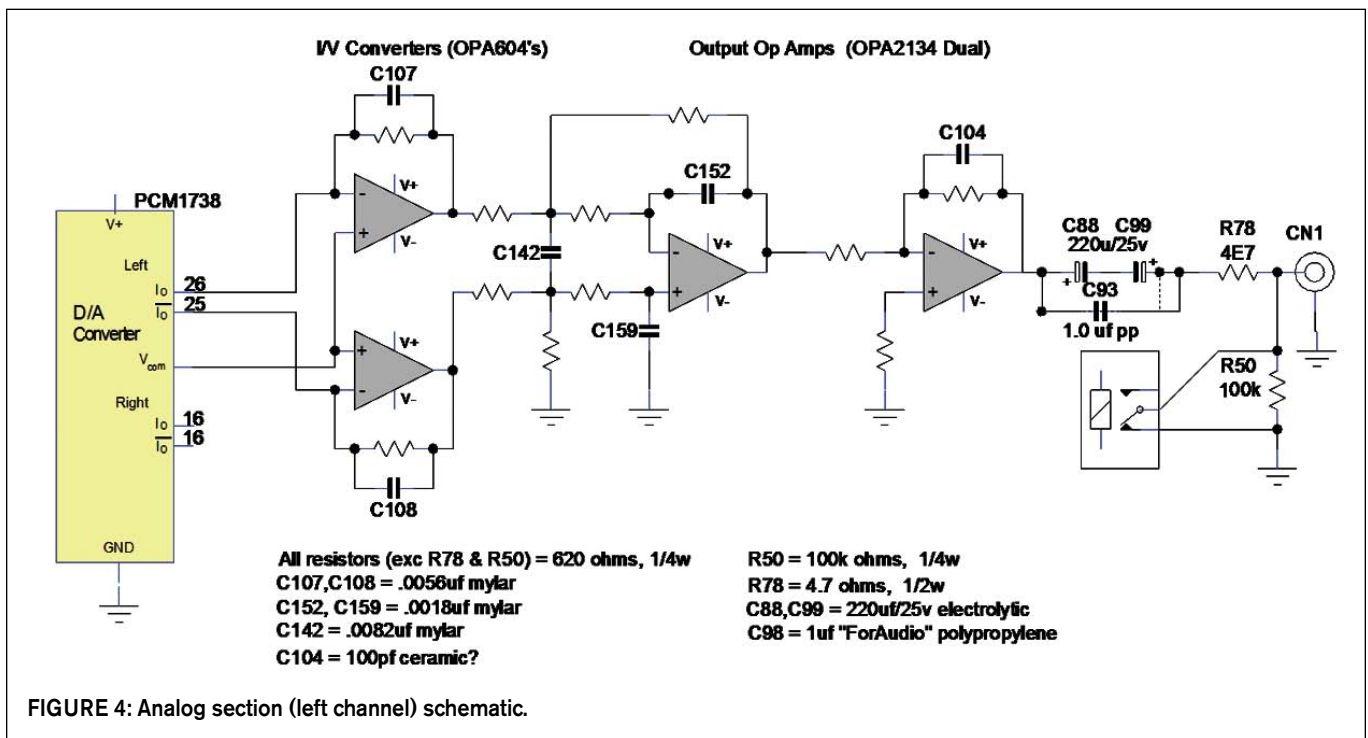 I/V Converters (OPA604's)
Output Op Amps (OPA2134 Dual)
C107
V+
-
+
V-
PCM1738
V+
Left
Io 26
Io 25
D/A
Converter
Vcom
Right
Io 16
Io 16
GND
V+
+
-
V-
C108
C142
C152
V+
-
+
V-
C159
C104
V+
-
+
V-
C88 C99
220u/25v
+ +
C93
1.0 uf pp
R78
4E7
CN1
R50
100k
All resistors (exc R78 & R50) = 620 ohms, 1/4w
C107,C108 = .0056uf mylar
C152, C159 = .0018uf mylar
C142 = .0082uf mylar
C104 = 100pf ceramic?
R50 = 100k ohms, 1/4w
R78 = 4.7 ohms, 1/2w
C88,C99 = 220uf/25v electrolytic
C98 = 1uf "ForAudio" polypropylene
FIGURE 4: Analog section (left channel) schematic.